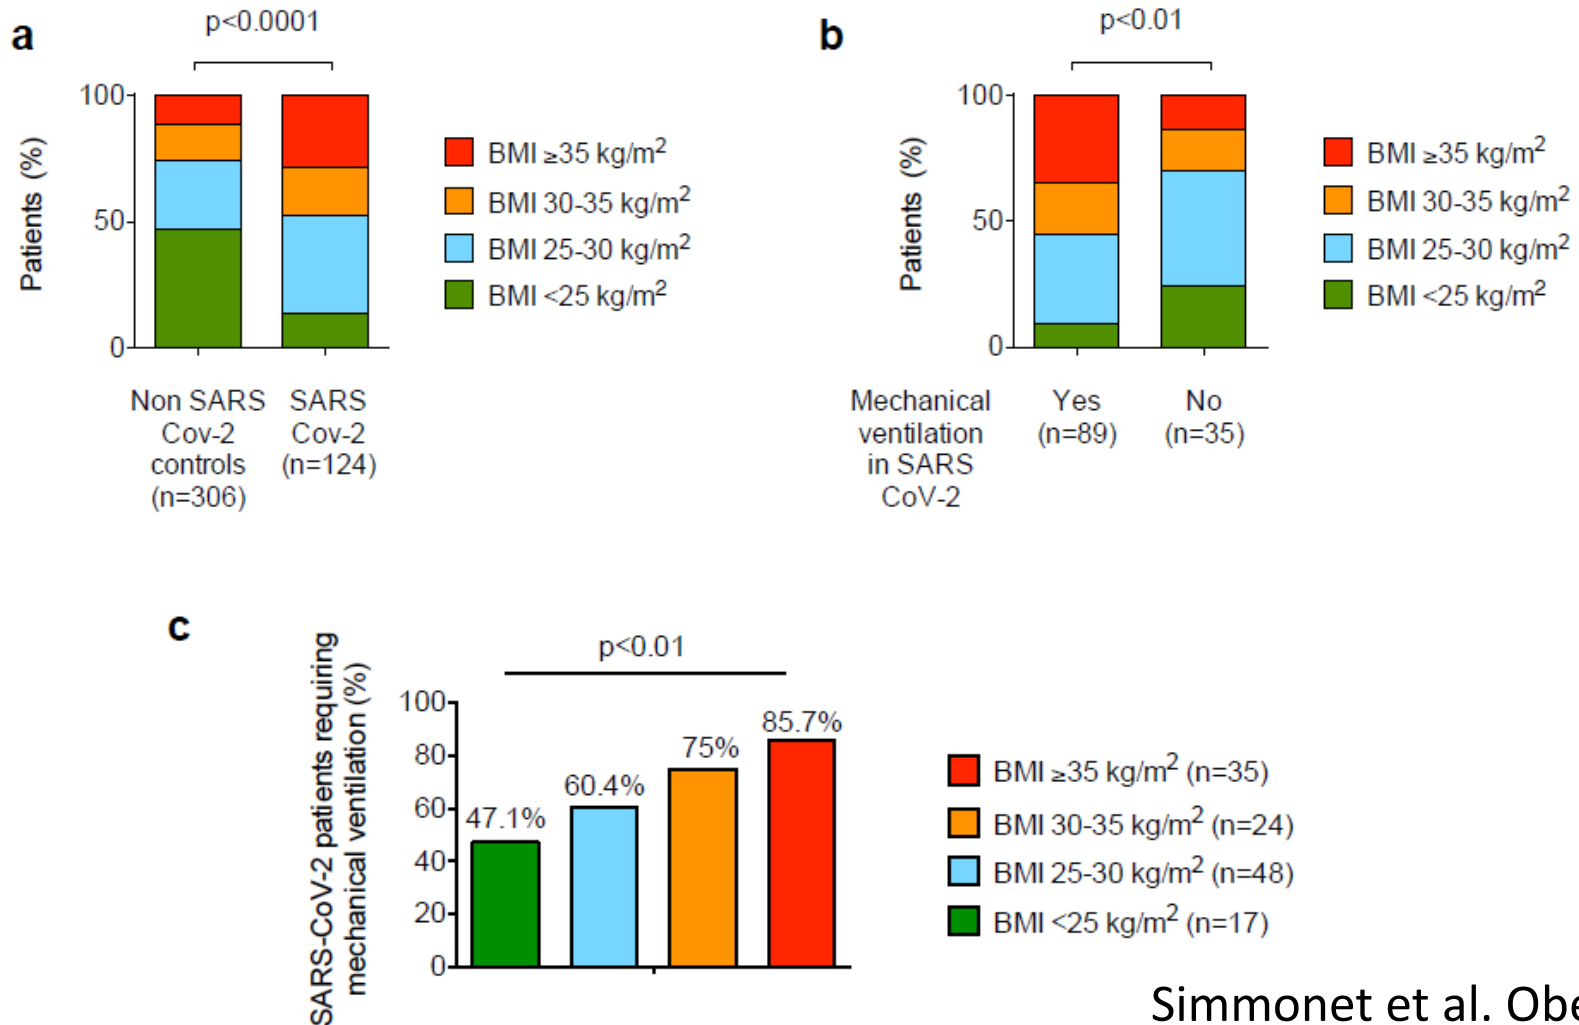 a
p<0.0001
100
50
0
Patients (%)
BMI ≥35 kg/m²
BMI 30-35 kg/m²
BMI 25-30 kg/m²
BMI <25 kg/m²
Non SARS
Cov-2
controls
(n=306)
SARS
Cov-2
(n=124)
b
p<0.01
100
50
0
Patients (%)
BMI ≥35 kg/m²
BMI 30-35 kg/m²
BMI 25-30 kg/m²
BMI <25 kg/m²
Mechanical
ventilation
in SARS
CoV-2
Yes
(n=89)
No
(n=35)
c
p<0.01
SARS-CoV-2 patients requiring
mechanical ventilation (%)
100
80
60
40
20
0
47.1%
60.4%
75%
85.7%
BMI ≥35 kg/m² (n=35)
BMI 30-35 kg/m² (n=24)
BMI 25-30 kg/m² (n=48)
BMI <25 kg/m² (n=17)
Simmonet et al.